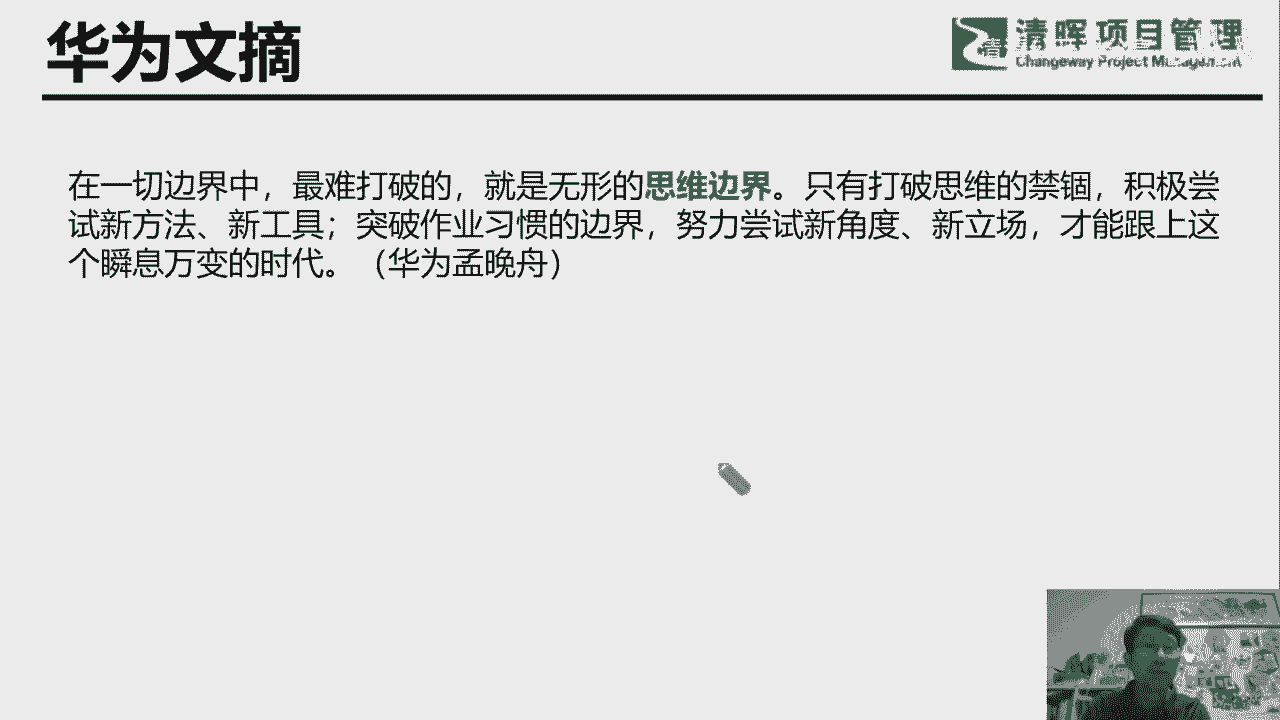 华为文摘
清晖项目管理
Changeway Project Management
在一切边界中，最难打破的，就是无形的思维边界。只有打破思维的禁锢，积极尝
试新方法、新工具；突破作业习惯的边界，努力尝试新角度、新立场，才能跟上这
个瞬息万变的时代。（华为孟晚舟）